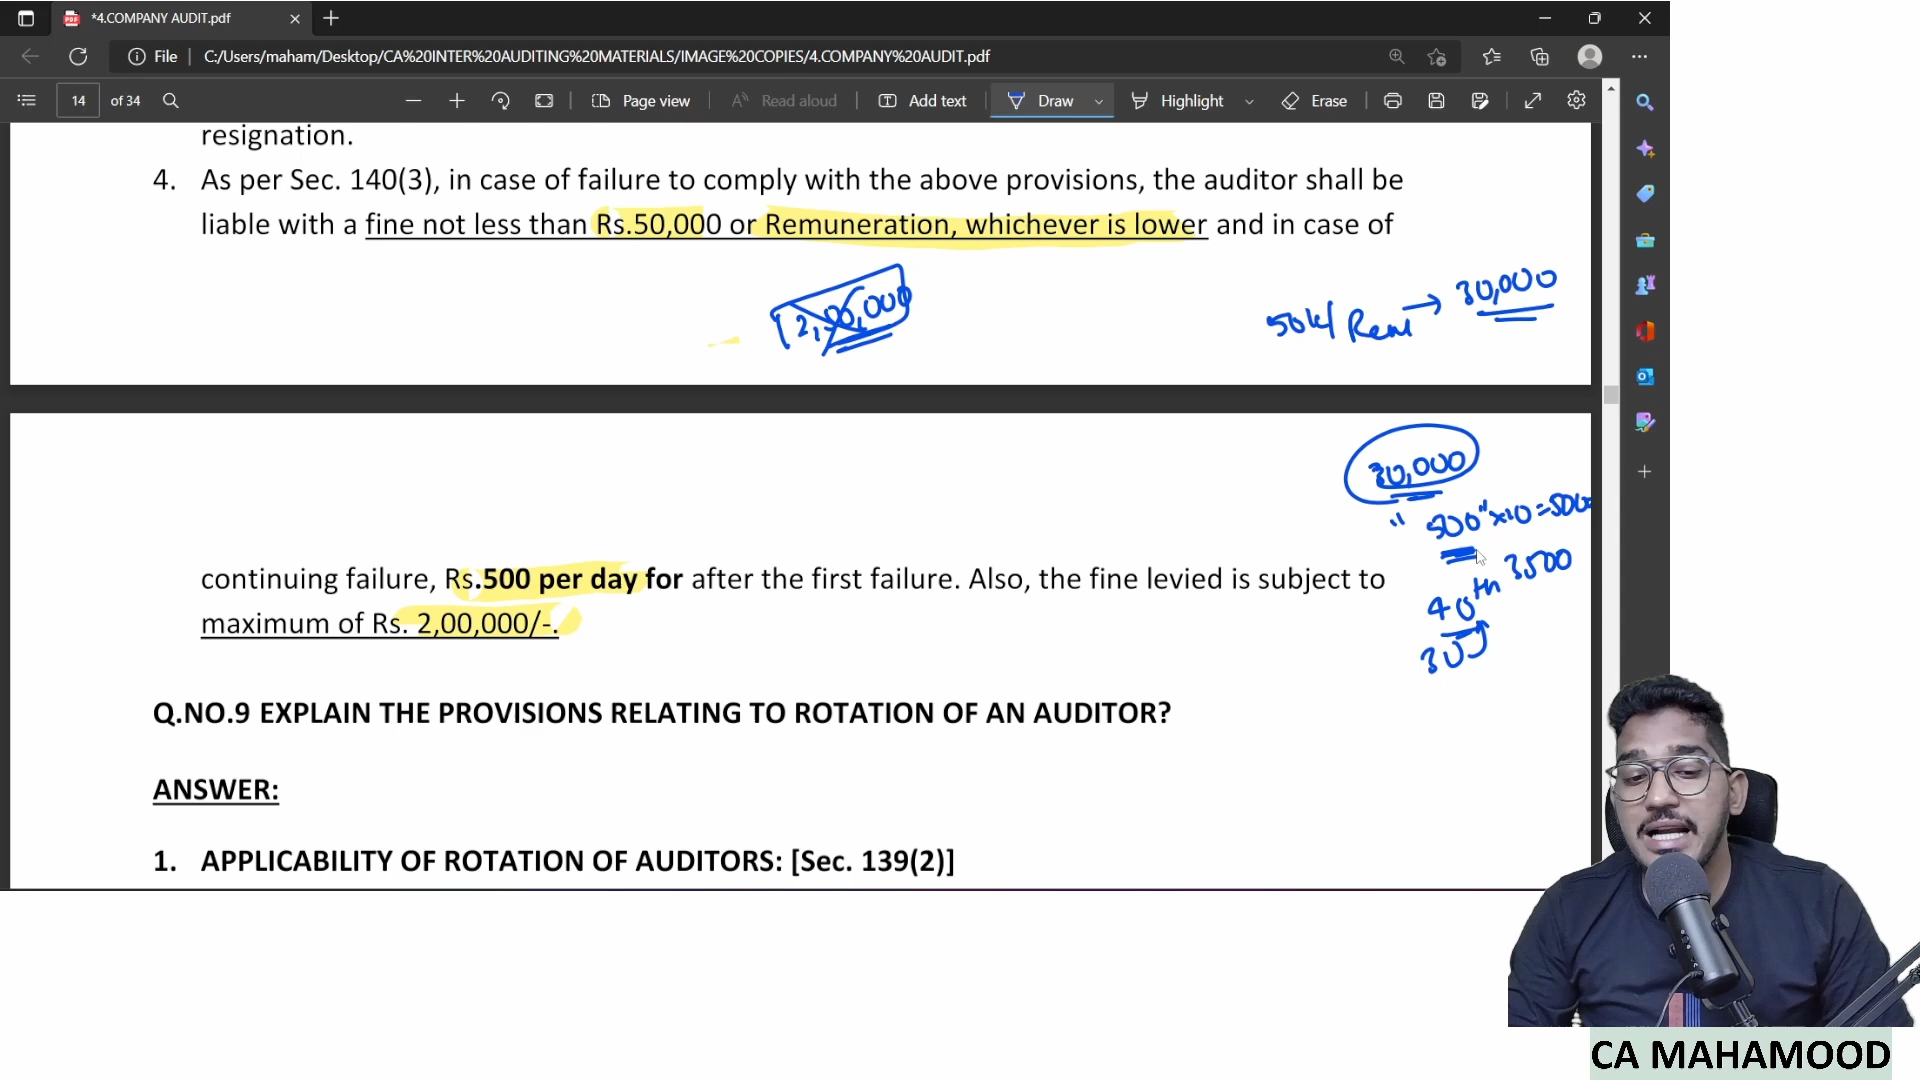 *4.COMPANY AUDIT.pdf
File C:/Users/maham/Desktop/CA%20INTER%20AUDITING%20MATERIALS/IMAGE%20COPIES/4.COMPANY%20AUDIT.pdf
14 of 34 Page view Read aloud Add text Draw Highlight Erase
resignation.
4. As per Sec. 140(3), in case of failure to comply with the above provisions, the auditor shall be
liable with a fine not less than Rs.50,000 or Remuneration, whichever is lower and in case of
2,00,000
50k/ Rem → 30,000
30,000
" 500" x10=5000
3500
40th
30
continuing failure, Rs.500 per day for after the first failure. Also, the fine levied is subject to
maximum of Rs. 2,00,000/-.
Q.NO.9 EXPLAIN THE PROVISIONS RELATING TO ROTATION OF AN AUDITOR?
ANSWER:
1. APPLICABILITY OF ROTATION OF AUDITORS: [Sec. 139(2)]
CA MAHAMOOD